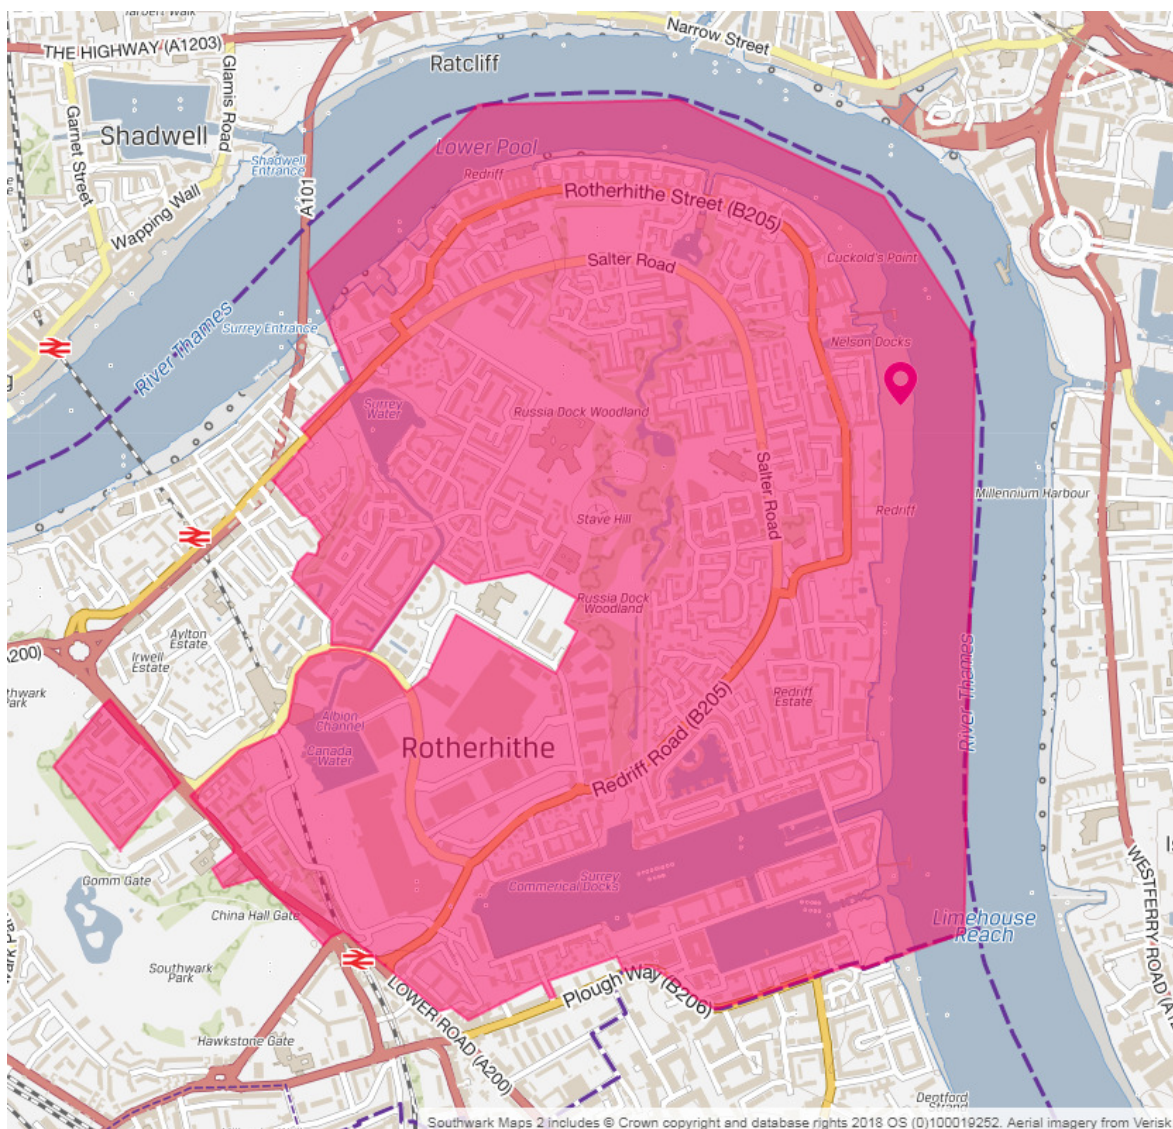 THE HIGHWAY (A1203)
Narrow Street
Ratcliff
Glamis Road
Garnet Street
Shadwell
Lower Pool
Shadwell
Entrance
Redriff
A101
Rotherhithe Street (B205)
Wapping Wall
Salter Road
Cuckold's Point
River Thames
Surrey Entrance
Nelson Docks
Surrey
Water
Russia Dock Woodland
Salter Road
Millennium Harbour
Redriff
Stave Hill
Russia Dock
Woodland
Aylton
Estate
Irwell
Estate
A200)
thwark
Park
River Thames
Redriff
Estate
Albion
Channel
Canada
Water
Rotherhithe
Redriff Road (B205)
Surrey
Commerical Docks
Gomm Gate
China Hall Gate
Limehouse
Reach
WESTFERRY ROAD (A1
Southwark
Park
Plough Way (B206)
LOWER ROAD (A200)
Hawkstone Gate
Deptford
Strand
Southwark Maps 2 includes © Crown copyright and database rights 2018 OS (0)100019252. Aerial imagery from Verisk